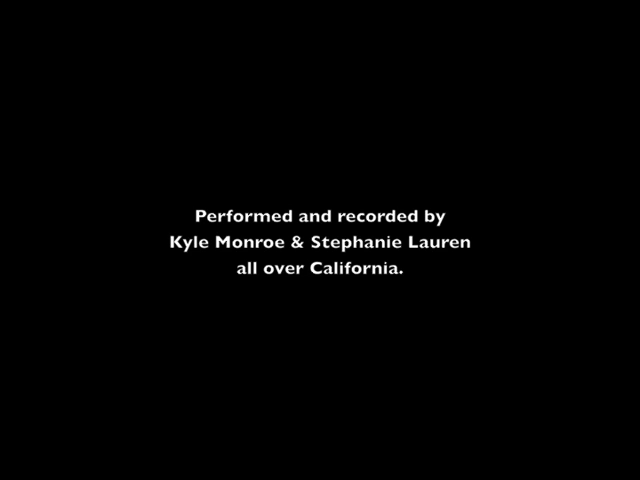 Performed and recorded by
Kyle Monroe & Stephanie Lauren
all over California.